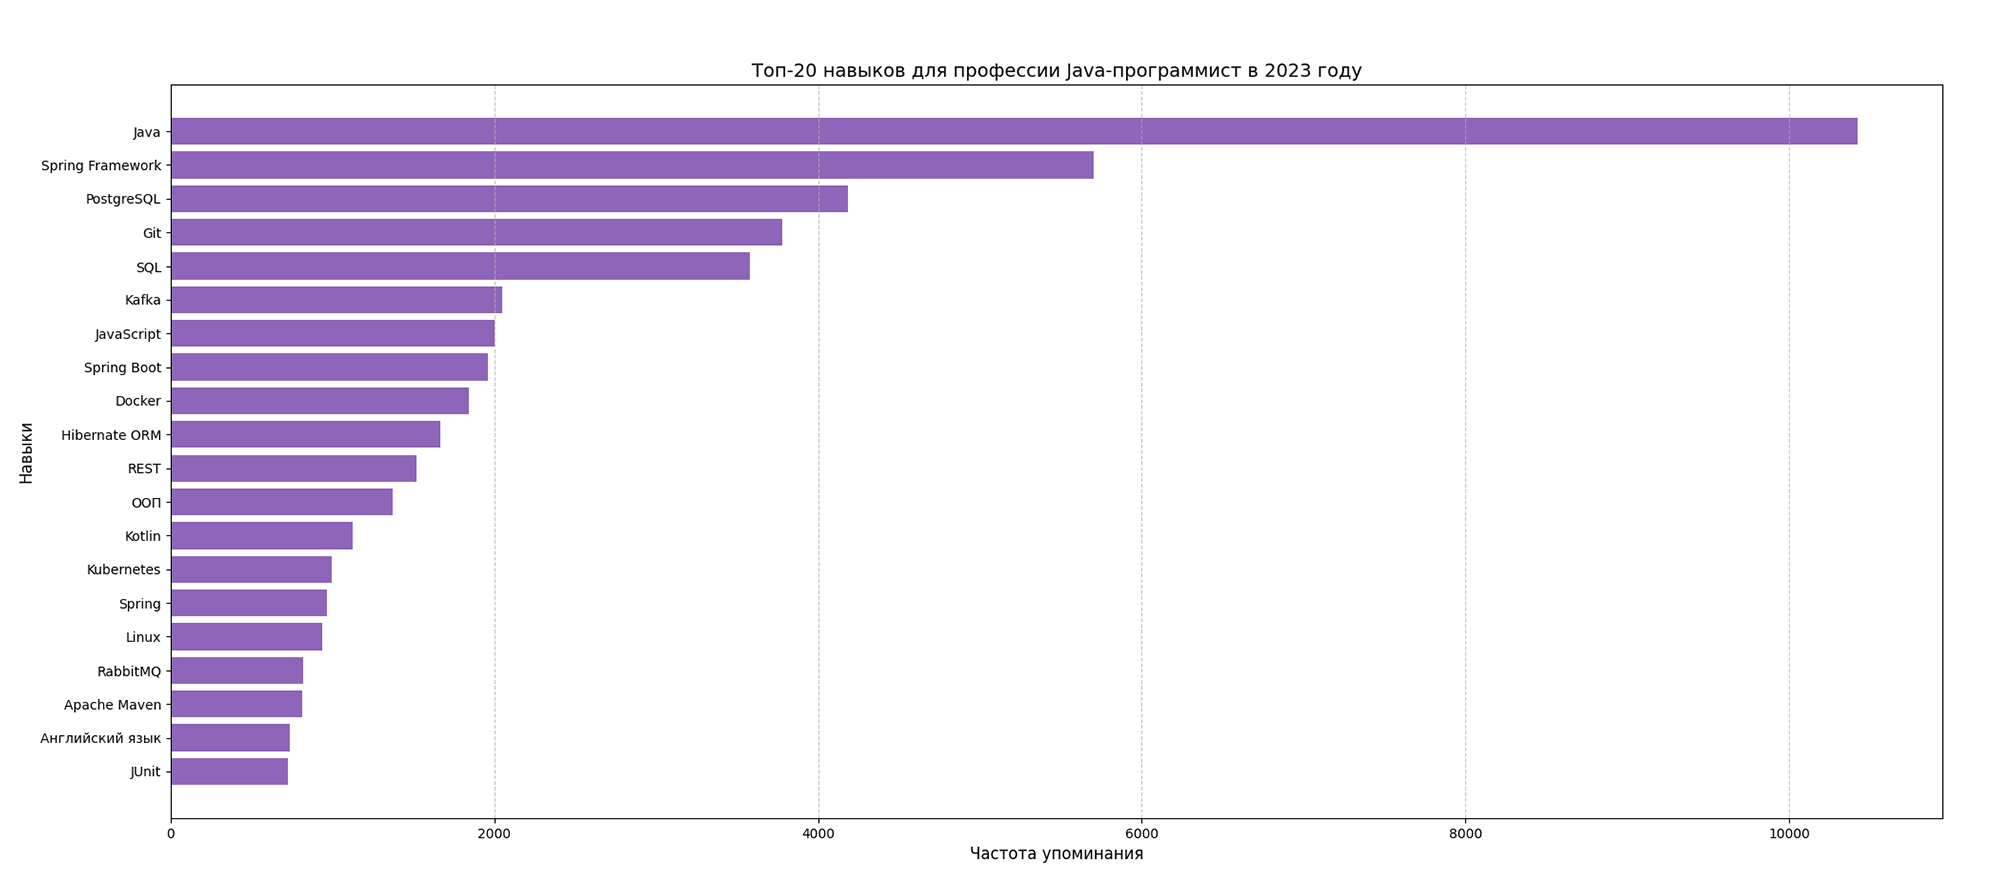 Топ-20 навыков для профессии Java-программист в 2023 году
Навыки
Java
Spring Framework
PostgreSQL
Git
SQL
Kafka
JavaScript
Spring Boot
Docker
Hibernate ORM
REST
ООП
Kotlin
Kubernetes
Spring
Linux
RabbitMQ
Apache Maven
Английский язык
JUnit
0 2000 4000 6000 8000 10000
Частота упоминания